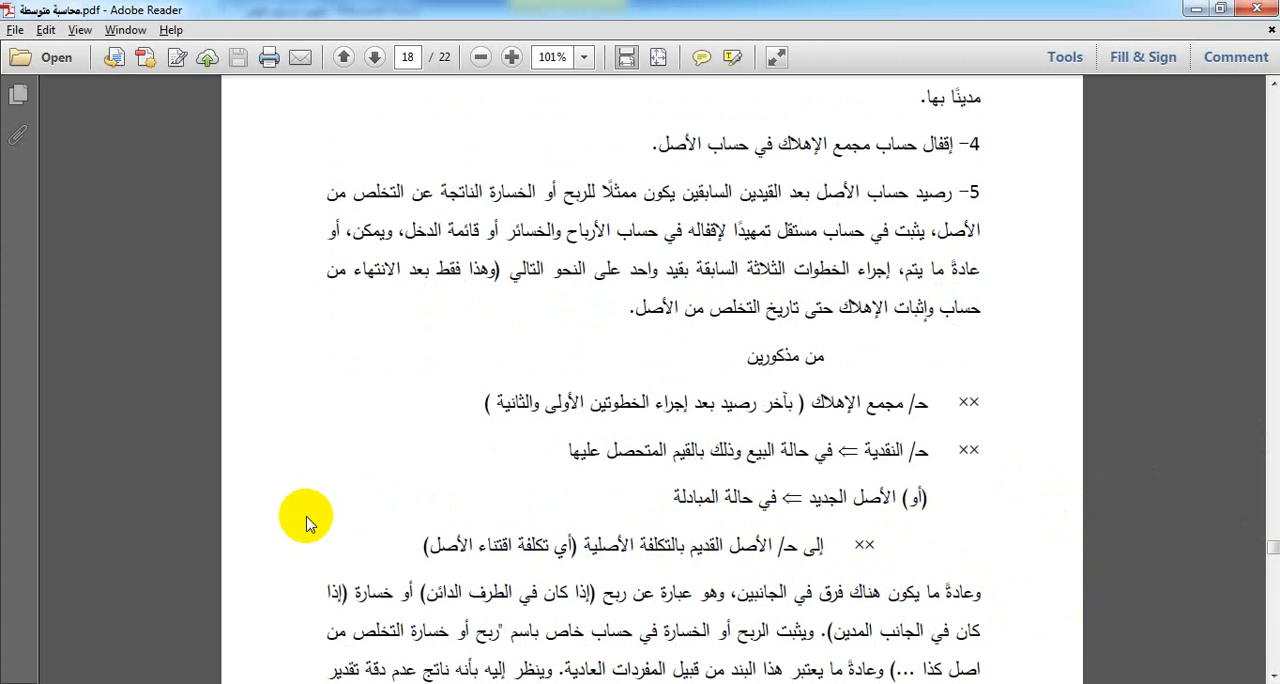 محاسبة متوسطة.pdf - Adobe Reader
File Edit View Window Help
Open 18 / 22 101% Tools Fill & Sign Comment
مدينًا بها.
4- إقفال حساب مجمع الإهلاك في حساب الأصل.
5- رصيد حساب الأصل بعد القيدين السابقين يكون ممثلًا للربح أو الخسارة الناتجة عن التخلص من
الأصل، يثبت في حساب مستقل تمهيدًا لإقفاله في حساب الأرباح والخسائر أو قائمة الدخل، ويمكن، أو
عادةً ما يتم، إجراء الخطوات الثلاثة السابقة بقيد واحد على النحو التالي (وهذا فقط بعد الانتهاء من
حساب وإثبات الإهلاك حتى تاريخ التخلص من الأصل.
من مذكورين
×× حـ/ مجمع الإهلاك ( بآخر رصيد بعد إجراء الخطوتين الأولى والثانية )
×× حـ/ النقدية ⇐ في حالة البيع وذلك بالقيم المتحصل عليها
(أو) الأصل الجديد ⇐ في حالة المبادلة
×× إلى حـ/ الأصل القديم بالتكلفة الأصلية (أي تكلفة اقتناء الأصل)
وعادةً ما يكون هناك فرق في الجانبين، وهو عبارة عن ربح (إذا كان في الطرف الدائن) أو خسارة (إذا
كان في الجانب المدين). ويثبت الربح أو الخسارة في حساب خاص باسم "ربح أو خسارة التخلص من
اصل كذا ...) وعادةً ما يعتبر هذا البند من قبيل المفردات العادية. وينظر إليه بأنه ناتج عدم دقة تقدير